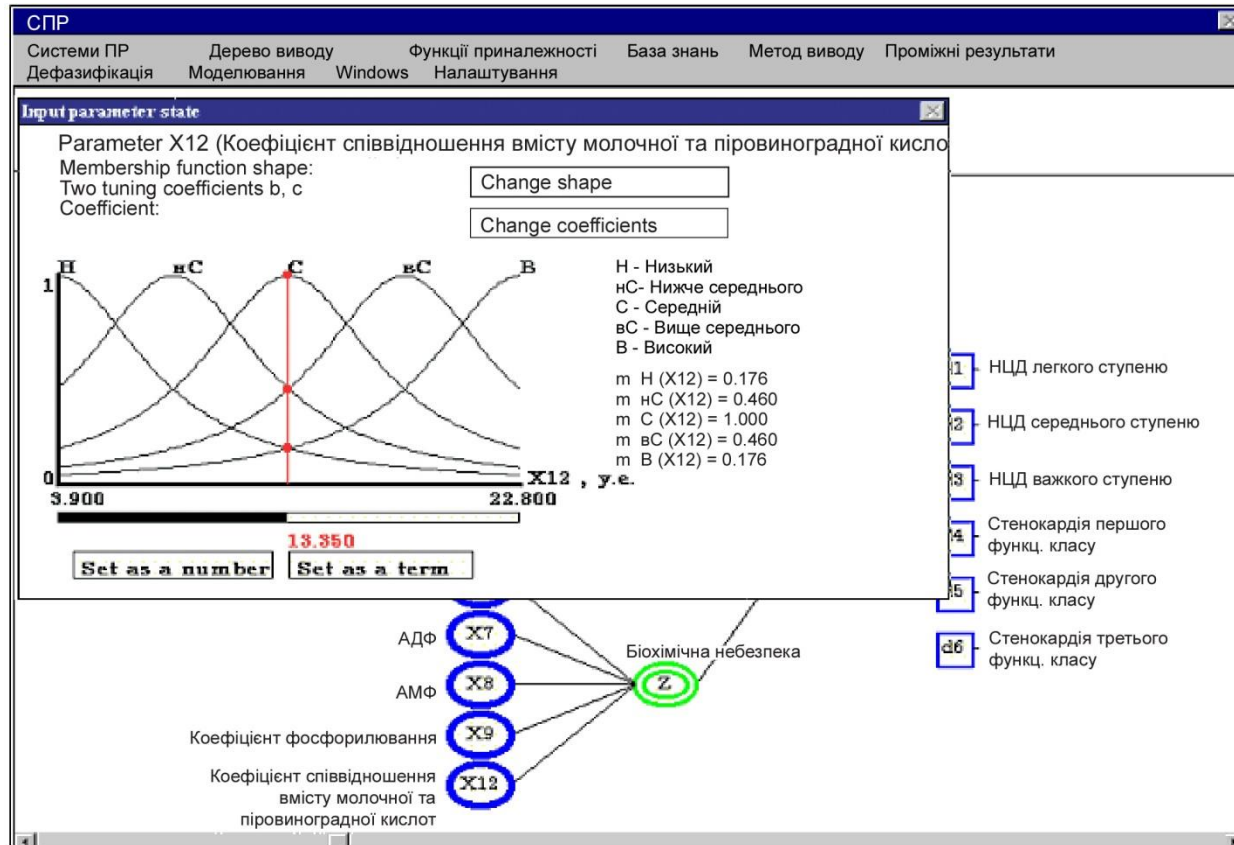 СПР
Системи ПР Дерево виводу Функції приналежності База знань Метод виводу Проміжні результати
Дефазифікація Моделювання Windows Налаштування
Input parameter state
Parameter X12 (Коефіцієнт співвідношення вмісту молочної та піровиноградної кисло
Membership function shape:
Two tuning coefficients b, c
Coefficient:
Change shape
Change coefficients
Н нС С вС В
1
0
X12 , у.е.
3.900 22.800
13.350
Set as a number Set as a term
Н - Низький
нС- Нижче середнього
С - Середній
вС - Вище середнього
В - Високий
m Н (X12) = 0.176
m нС (X12) = 0.460
m С (X12) = 1.000
m вС (X12) = 0.460
m В (X12) = 0.176
НЦД легкого ступеню
НЦД середнього ступеню
НЦД важкого ступеню
Стенокардія першого
функц. класу
Стенокардія другого
функц. класу
d6 Стенокардія третього
функц. класу
АДФ X7
АМФ X8
Коефіцієнт фосфорилювання X9
Коефіцієнт співвідношення
вмісту молочної та
піровиноградної кислот
X12
Біохімічна небезпека
Z